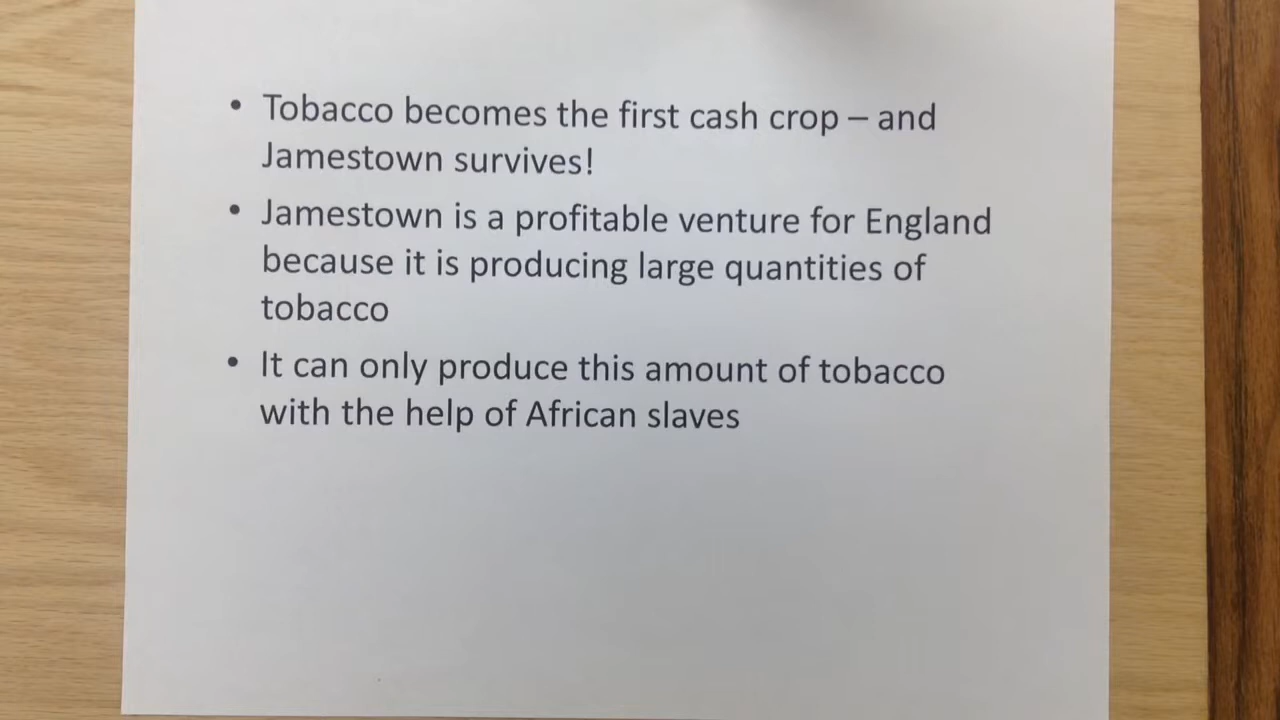 • Tobacco becomes the first cash crop – and
Jamestown survives!
• Jamestown is a profitable venture for England
because it is producing large quantities of
tobacco
• It can only produce this amount of tobacco
with the help of African slaves